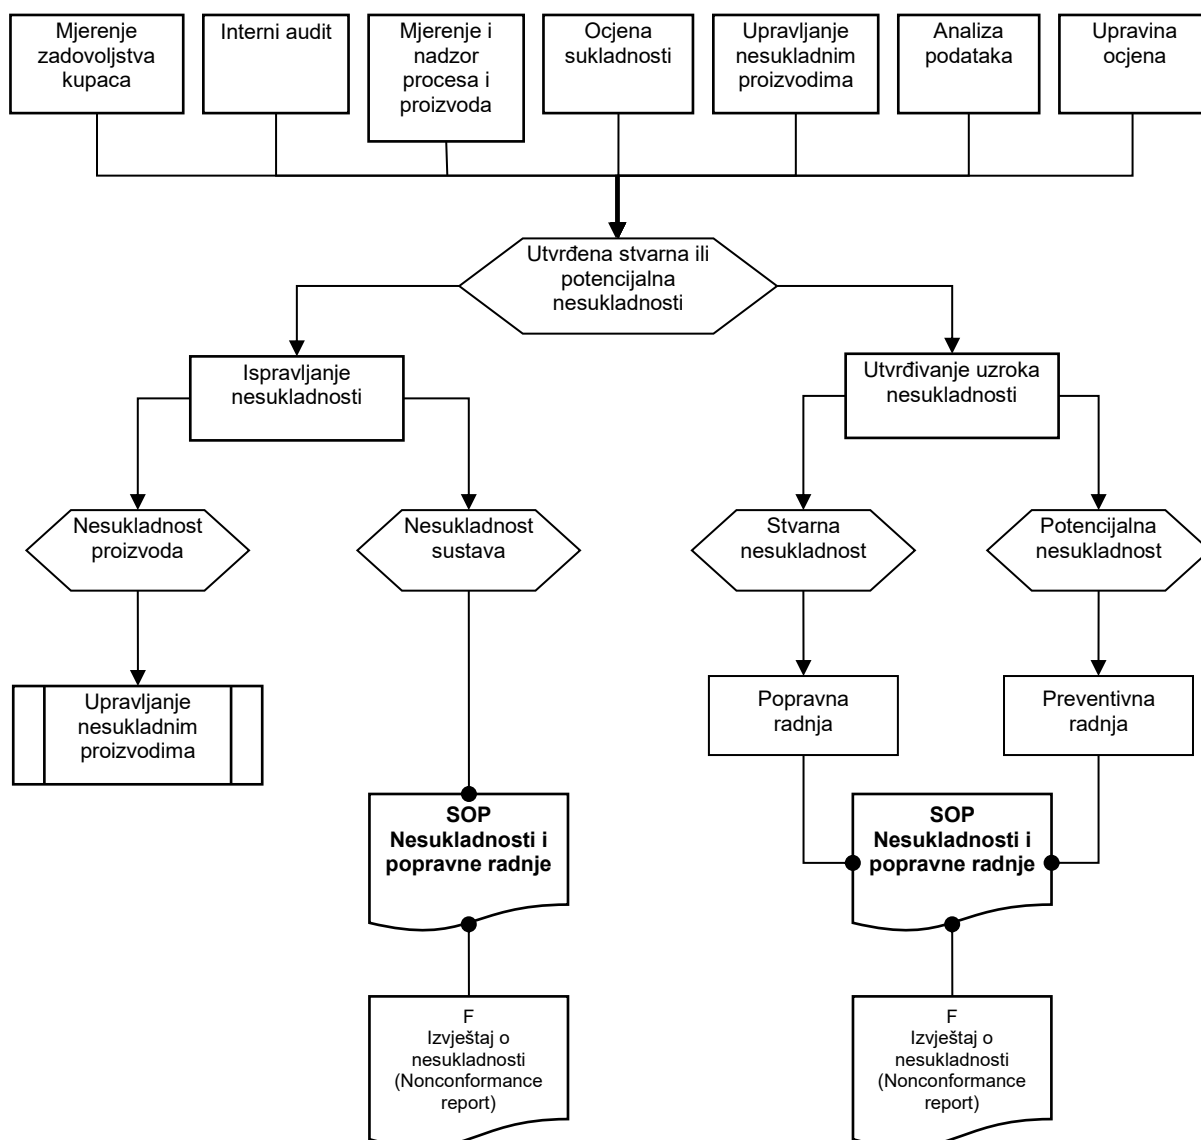 Mjerenje
zadovoljstva
kupaca
Interni audit
Mjerenje i
nadzor
procesa i
proizvoda
Ocjena
sukladnosti
Upravljanje
nesukladnim
proizvodima
Analiza
podataka
Upravina
ocjena
Utvrđena stvarna ili
potencijalna
nesukladnosti
Ispravljanje
nesukladnosti
Utvrđivanje uzroka
nesukladnosti
Nesukladnost
proizvoda
Nesukladnost
sustava
Stvarna
nesukladnost
Potencijalna
nesukladnost
Upravljanje
nesukladnim
proizvodima
Popravna
radnja
Preventivna
radnja
SOP
Nesukladnosti i
popravne radnje
SOP
Nesukladnosti i
popravne radnje
F
Izvještaj o
nesukladnosti
(Nonconformance
report)
F
Izvještaj o
nesukladnosti
(Nonconformance
report)